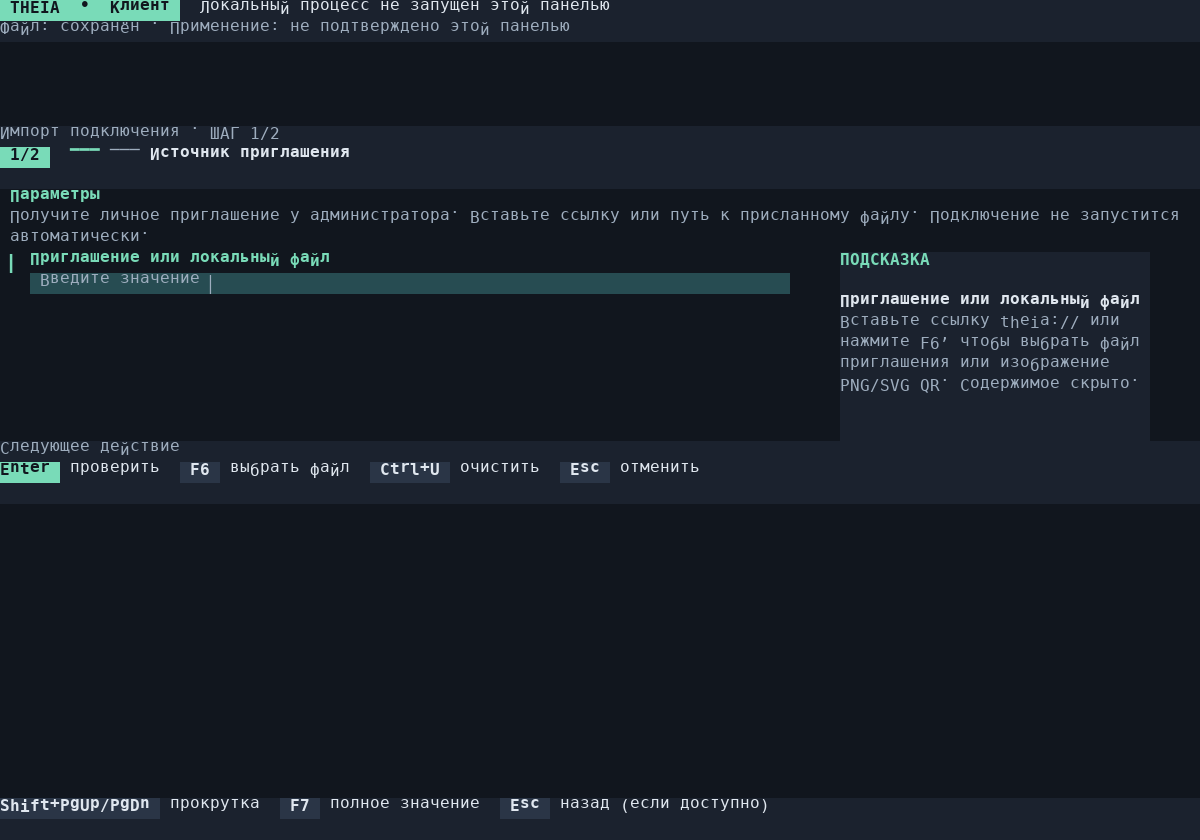 THEIA • Клиент Локальный процесс не запущен этой панелью
Файл: сохранён · Применение: не подтверждено этой панелью
Импорт подключения · ШАГ 1/2
1/2 ━━━ ─── Источник приглашения
Параметры
Получите личное приглашение у администратора. Вставьте ссылку или путь к присланному файлу. Подключение не запустится
автоматически.
Приглашение или локальный файл
Введите значение
ПОДСКАЗКА
Приглашение или локальный файл
Вставьте ссылку theia:// или
нажмите F6, чтобы выбрать файл
приглашения или изображение
PNG/SVG QR. Содержимое скрыто.
Следующее действие
Enter проверить F6 выбрать файл Ctrl+U очистить Esc отменить
Shift+PgUp/PgDn прокрутка F7 полное значение Esc назад (если доступно)